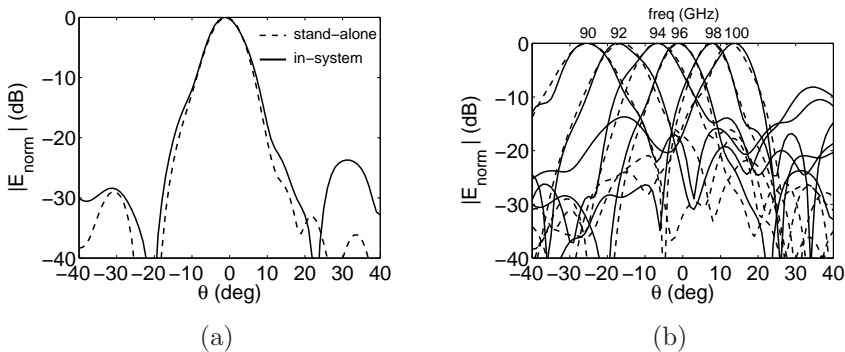 stand−alone
in−system
0
−10
−20
−30
−40
|E_norm| (dB)
−40 −30 −20 −10 0 10 20 30 40
θ (deg)
(a)
freq (GHz)
90 92 94 96 98 100
0
−10
−20
−30
−40
|E_norm| (dB)
−40 −30 −20 −10 0 10 20 30 40
θ (deg)
(b)